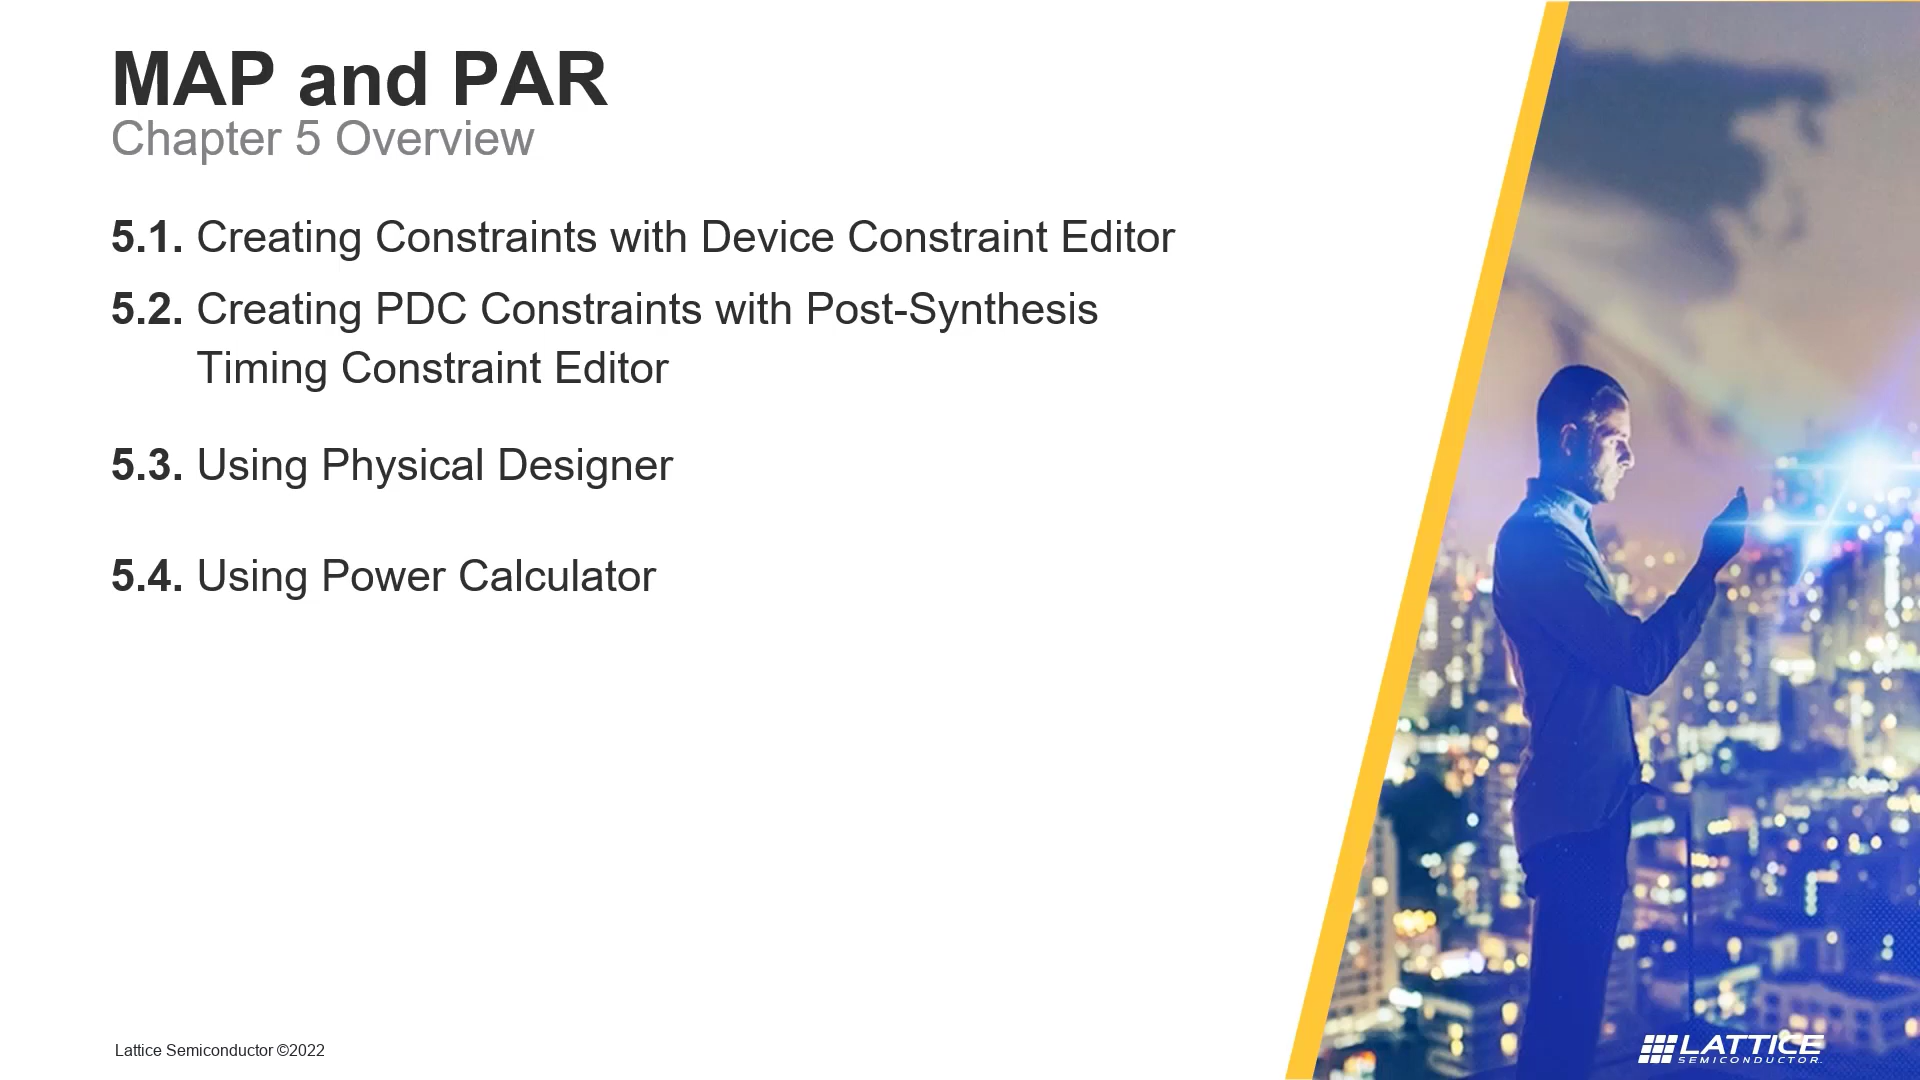 MAP and PAR
Chapter 5 Overview
5.1. Creating Constraints with Device Constraint Editor
5.2. Creating PDC Constraints with Post-Synthesis
Timing Constraint Editor
5.3. Using Physical Designer
5.4. Using Power Calculator
Lattice Semiconductor ©2022
LATTICE
SEMICONDUCTOR.